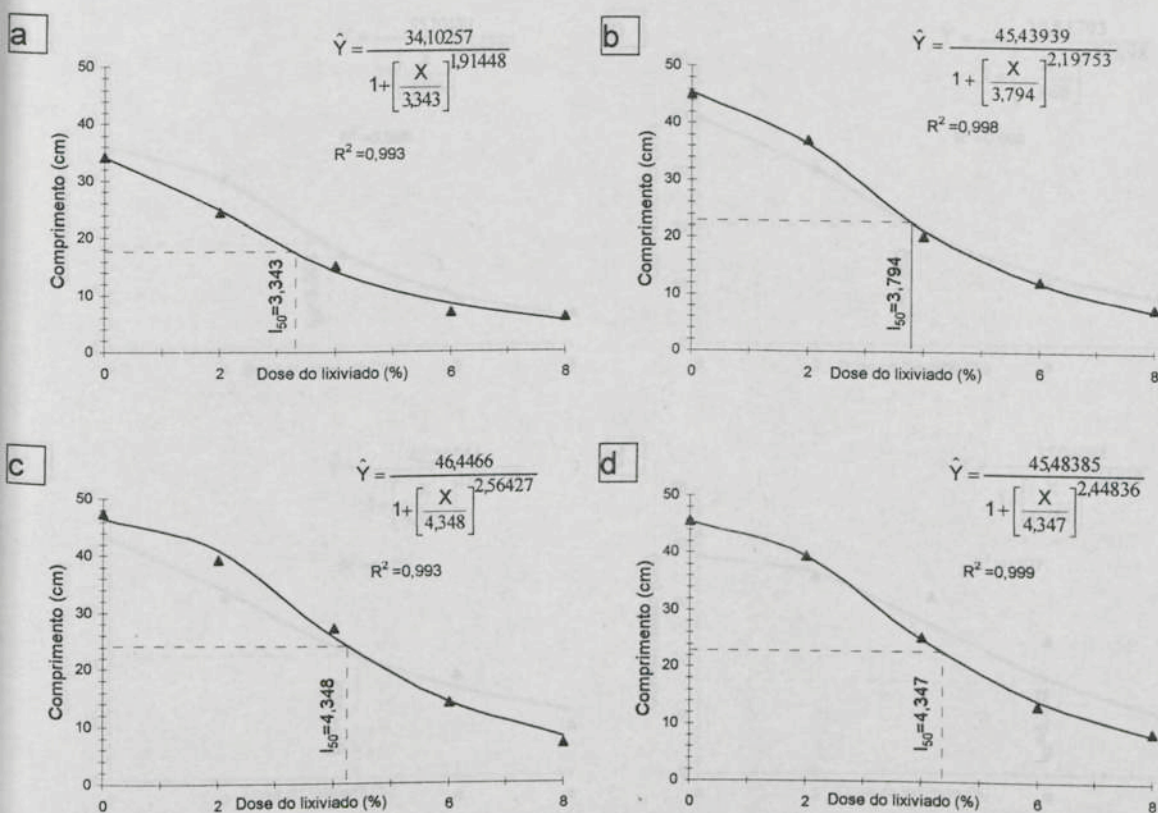 a
Ŷ = 34,10257 / 1+[X/3,343]^1,91448
R²=0,993
Comprimento (cm)
50
40
30
20
10
0
I₅₀=3,343
0 2 4 6 8
Dose do lixiviado (%)
b
Ŷ = 45,43939 / 1+[X/3,794]^2,19753
R²=0,998
Comprimento (cm)
50
40
30
20
10
0
I₅₀=3,794
0 2 4 6 8
Dose do lixiviado (%)
c
Ŷ = 46,4466 / 1+[X/4,348]^2,56427
R²=0,993
Comprimento (cm)
50
40
30
20
10
0
I₅₀=4,348
0 2 4 6 8
Dose do lixiviado (%)
d
Ŷ = 45,48385 / 1+[X/4,347]^2,44836
R²=0,999
Comprimento (cm)
50
40
30
20
10
0
I₅₀=4,347
0 2 4 6 8
Dose do lixiviado (%)